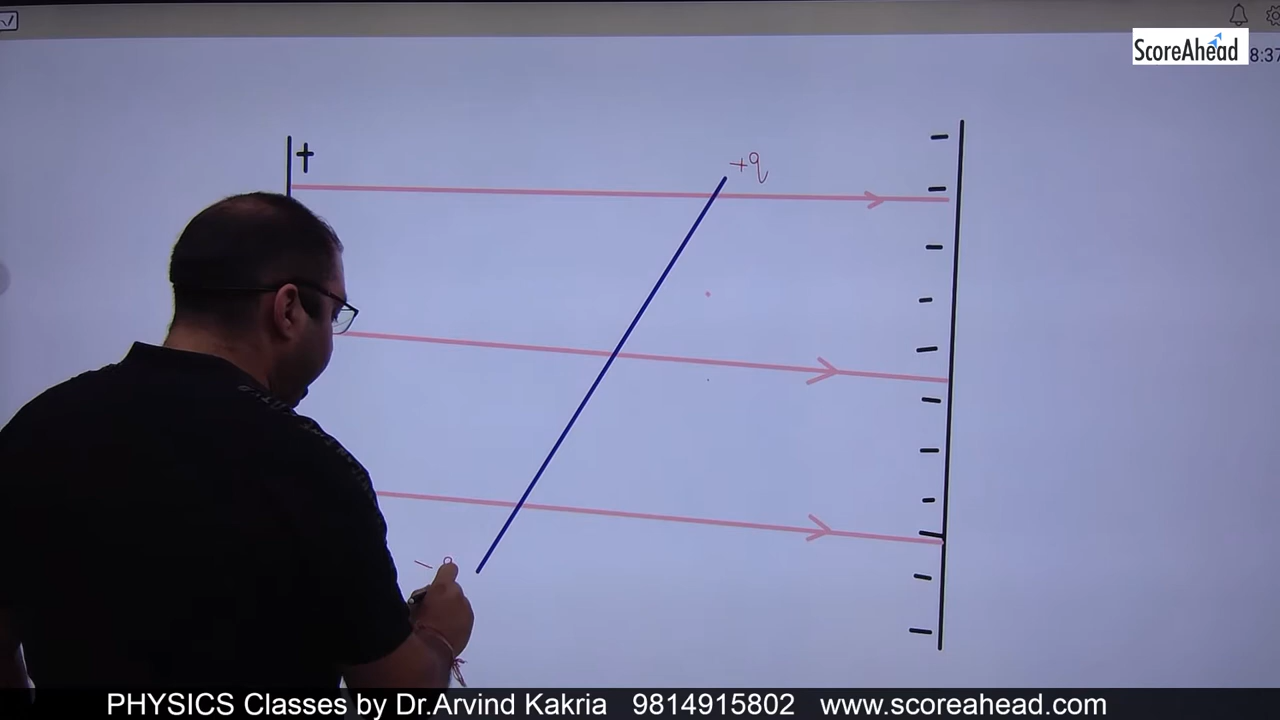 ScoreAhead
8:37
+
+q
-
PHYSICS Classes by Dr.Arvind Kakria 9814915802 www.scoreahead.com